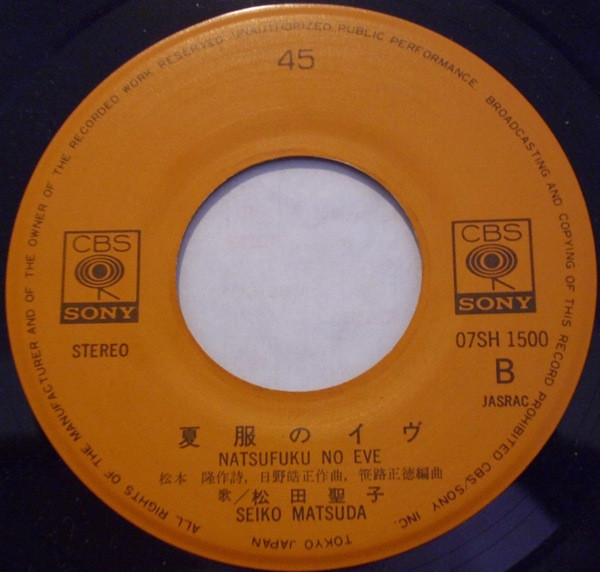 ALL RIGHTS OF THE MANUFACTURER AND OF THE OWNER OF THE RECORDED WORK RESERVED. UNAUTHORIZED PUBLIC PERFORMANCE BROADCASTING AND COPYING OF THIS RECORD PROHIBITED CBS/SONY INC. TOKYO JAPAN
45
CBS
SONY
STEREO
CBS
SONY
07SH 1500
B
JASRAC
夏服のイヴ
NATSUFUKU NO EVE
松本 隆作詩, 日野皓正作曲, 笹路正徳編曲
歌/松田聖子
SEIKO MATSUDA